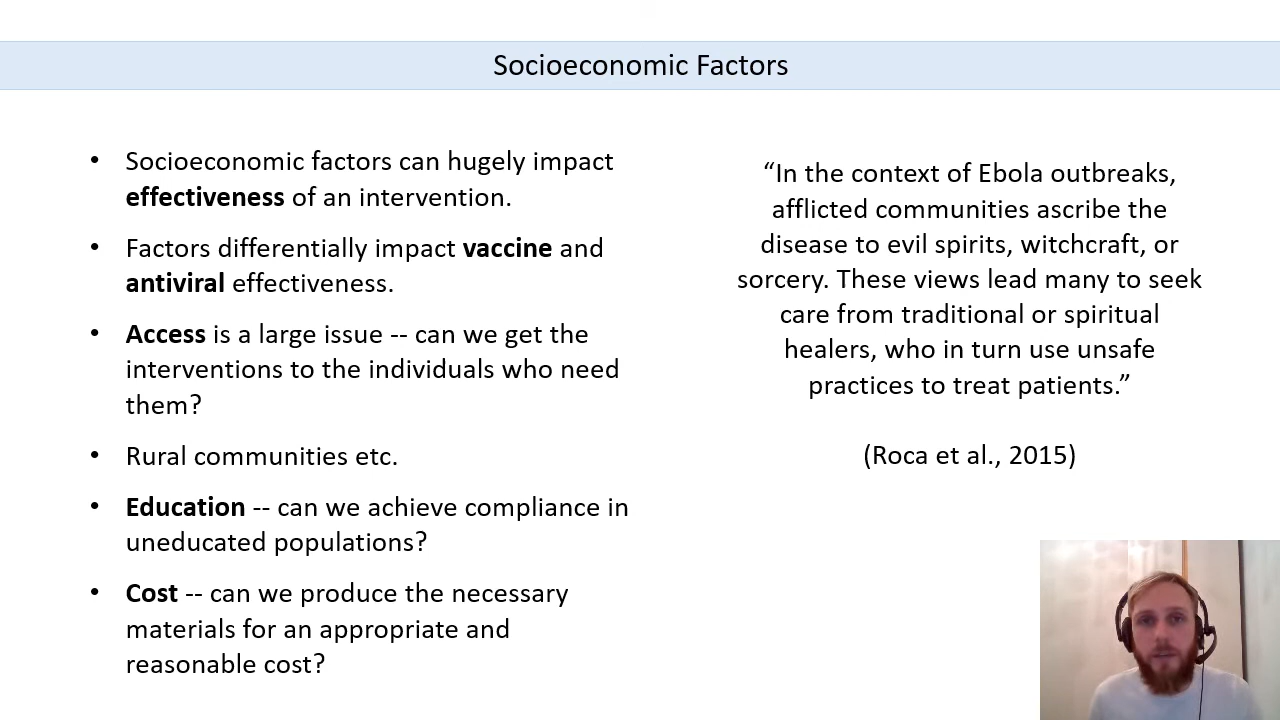 Socioeconomic Factors
• Socioeconomic factors can hugely impact
effectiveness of an intervention.
• Factors differentially impact vaccine and
antiviral effectiveness.
• Access is a large issue -- can we get the
interventions to the individuals who need
them?
• Rural communities etc.
• Education -- can we achieve compliance in
uneducated populations?
• Cost -- can we produce the necessary
materials for an appropriate and
reasonable cost?
“In the context of Ebola outbreaks,
afflicted communities ascribe the
disease to evil spirits, witchcraft, or
sorcery. These views lead many to seek
care from traditional or spiritual
healers, who in turn use unsafe
practices to treat patients.”
(Roca et al., 2015)